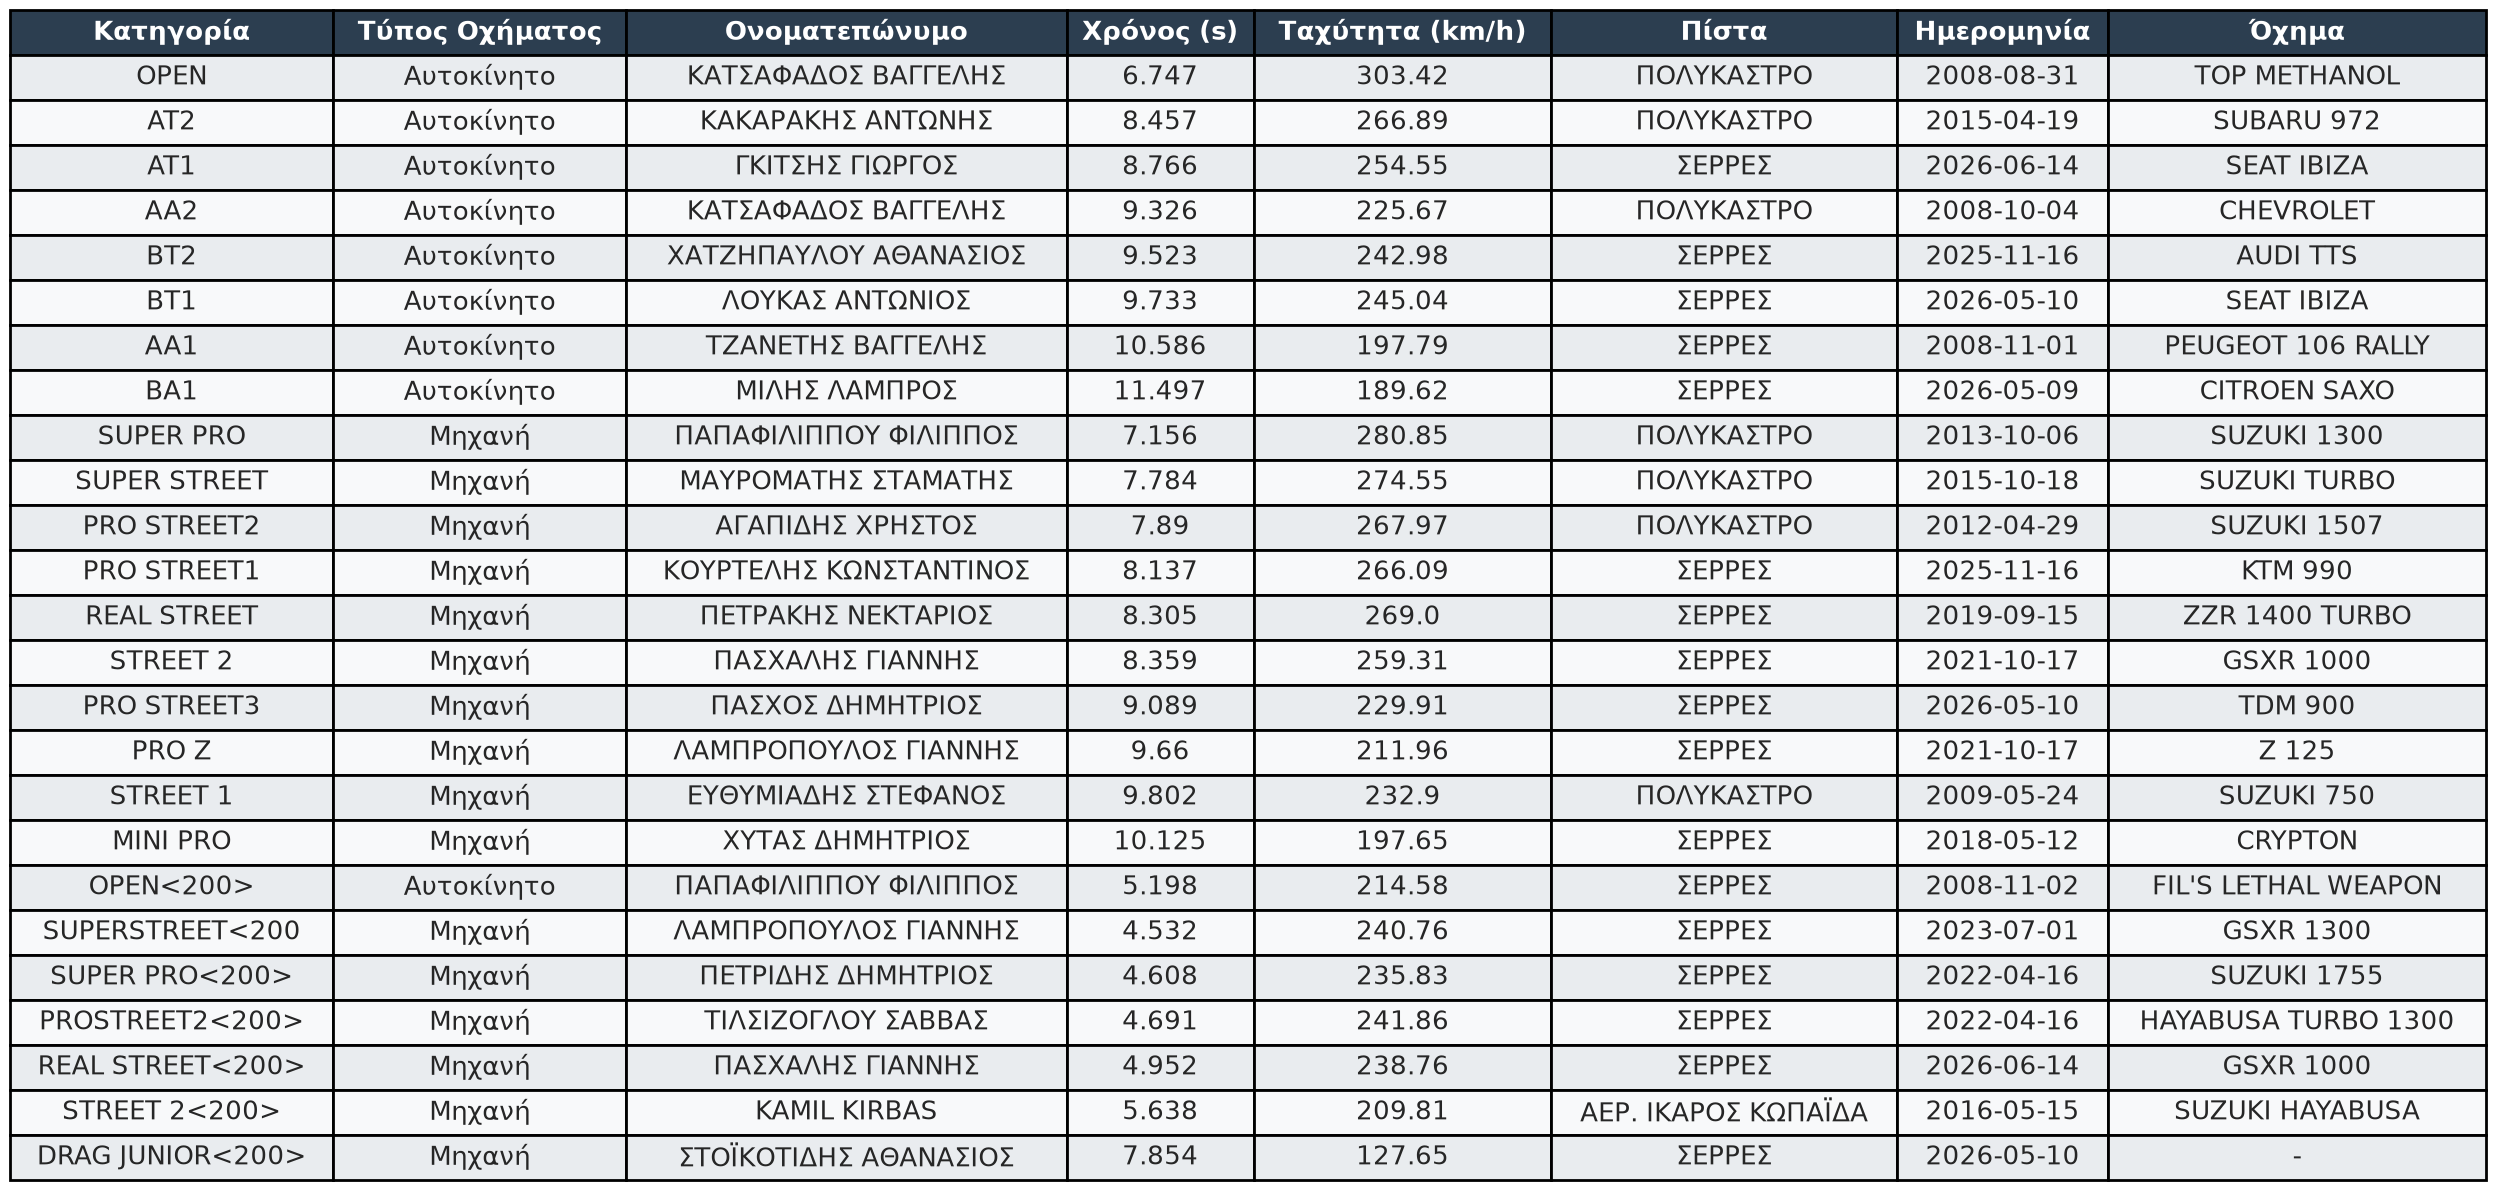 Κατηγορία Τύπος Οχήματος Ονοματεπώνυμο Χρόνος (s) Ταχύτητα (km/h) Πίστα Ημερομηνία Όχημα
OPEN Αυτοκίνητο ΚΑΤΣΑΦΑΔΟΣ ΒΑΓΓΕΛΗΣ 6.747 303.42 ΠΟΛΥΚΑΣΤΡΟ 2008-08-31 TOP METHANOL
AT2 Αυτοκίνητο ΚΑΚΑΡΑΚΗΣ ΑΝΤΩΝΗΣ 8.457 266.89 ΠΟΛΥΚΑΣΤΡΟ 2015-04-19 SUBARU 972
AT1 Αυτοκίνητο ΓΚΙΤΣΗΣ ΓΙΩΡΓΟΣ 8.766 254.55 ΣΕΡΡΕΣ 2026-06-14 SEAT IBIZA
AA2 Αυτοκίνητο ΚΑΤΣΑΦΑΔΟΣ ΒΑΓΓΕΛΗΣ 9.326 225.67 ΠΟΛΥΚΑΣΤΡΟ 2008-10-04 CHEVROLET
BT2 Αυτοκίνητο ΧΑΤΖΗΠΑΥΛΟΥ ΑΘΑΝΑΣΙΟΣ 9.523 242.98 ΣΕΡΡΕΣ 2025-11-16 AUDI TTS
BT1 Αυτοκίνητο ΛΟΥΚΑΣ ΑΝΤΩΝΙΟΣ 9.733 245.04 ΣΕΡΡΕΣ 2026-05-10 SEAT IBIZA
AA1 Αυτοκίνητο ΤΖΑΝΕΤΗΣ ΒΑΓΓΕΛΗΣ 10.586 197.79 ΣΕΡΡΕΣ 2008-11-01 PEUGEOT 106 RALLY
BA1 Αυτοκίνητο ΜΙΛΗΣ ΛΑΜΠΡΟΣ 11.497 189.62 ΣΕΡΡΕΣ 2026-05-09 CITROEN SAXO
SUPER PRO Μηχανή ΠΑΠΑΦΙΛΙΠΠΟΥ ΦΙΛΙΠΠΟΣ 7.156 280.85 ΠΟΛΥΚΑΣΤΡΟ 2013-10-06 SUZUKI 1300
SUPER STREET Μηχανή ΜΑΥΡΟΜΑΤΗΣ ΣΤΑΜΑΤΗΣ 7.784 274.55 ΠΟΛΥΚΑΣΤΡΟ 2015-10-18 SUZUKI TURBO
PRO STREET2 Μηχανή ΑΓΑΠΙΔΗΣ ΧΡΗΣΤΟΣ 7.89 267.97 ΠΟΛΥΚΑΣΤΡΟ 2012-04-29 SUZUKI 1507
PRO STREET1 Μηχανή ΚΟΥΡΤΕΛΗΣ ΚΩΝΣΤΑΝΤΙΝΟΣ 8.137 266.09 ΣΕΡΡΕΣ 2025-11-16 KTM 990
REAL STREET Μηχανή ΠΕΤΡΑΚΗΣ ΝΕΚΤΑΡΙΟΣ 8.305 269.0 ΣΕΡΡΕΣ 2019-09-15 ZZR 1400 TURBO
STREET 2 Μηχανή ΠΑΣΧΑΛΗΣ ΓΙΑΝΝΗΣ 8.359 259.31 ΣΕΡΡΕΣ 2021-10-17 GSXR 1000
PRO STREET3 Μηχανή ΠΑΣΧΟΣ ΔΗΜΗΤΡΙΟΣ 9.089 229.91 ΣΕΡΡΕΣ 2026-05-10 TDM 900
PRO Z Μηχανή ΛΑΜΠΡΟΠΟΥΛΟΣ ΓΙΑΝΝΗΣ 9.66 211.96 ΣΕΡΡΕΣ 2021-10-17 Z 125
STREET 1 Μηχανή ΕΥΘΥΜΙΑΔΗΣ ΣΤΕΦΑΝΟΣ 9.802 232.9 ΠΟΛΥΚΑΣΤΡΟ 2009-05-24 SUZUKI 750
MINI PRO Μηχανή ΧΥΤΑΣ ΔΗΜΗΤΡΙΟΣ 10.125 197.65 ΣΕΡΡΕΣ 2018-05-12 CRYPTON
OPEN<200> Αυτοκίνητο ΠΑΠΑΦΙΛΙΠΠΟΥ ΦΙΛΙΠΠΟΣ 5.198 214.58 ΣΕΡΡΕΣ 2008-11-02 FIL'S LETHAL WEAPON
SUPERSTREET<200 Μηχανή ΛΑΜΠΡΟΠΟΥΛΟΣ ΓΙΑΝΝΗΣ 4.532 240.76 ΣΕΡΡΕΣ 2023-07-01 GSXR 1300
SUPER PRO<200> Μηχανή ΠΕΤΡΙΔΗΣ ΔΗΜΗΤΡΙΟΣ 4.608 235.83 ΣΕΡΡΕΣ 2022-04-16 SUZUKI 1755
PROSTREET2<200> Μηχανή ΤΙΛΣΙΖΟΓΛΟΥ ΣΑΒΒΑΣ 4.691 241.86 ΣΕΡΡΕΣ 2022-04-16 HAYABUSA TURBO 1300
REAL STREET<200> Μηχανή ΠΑΣΧΑΛΗΣ ΓΙΑΝΝΗΣ 4.952 238.76 ΣΕΡΡΕΣ 2026-06-14 GSXR 1000
STREET 2<200> Μηχανή KAMIL KIRBAS 5.638 209.81 ΑΕΡ. ΙΚΑΡΟΣ ΚΩΠΑΪΔΑ 2016-05-15 SUZUKI HAYABUSA
DRAG JUNIOR<200> Μηχανή ΣΤΟΪΚΟΤΙΔΗΣ ΑΘΑΝΑΣΙΟΣ 7.854 127.65 ΣΕΡΡΕΣ 2026-05-10 -